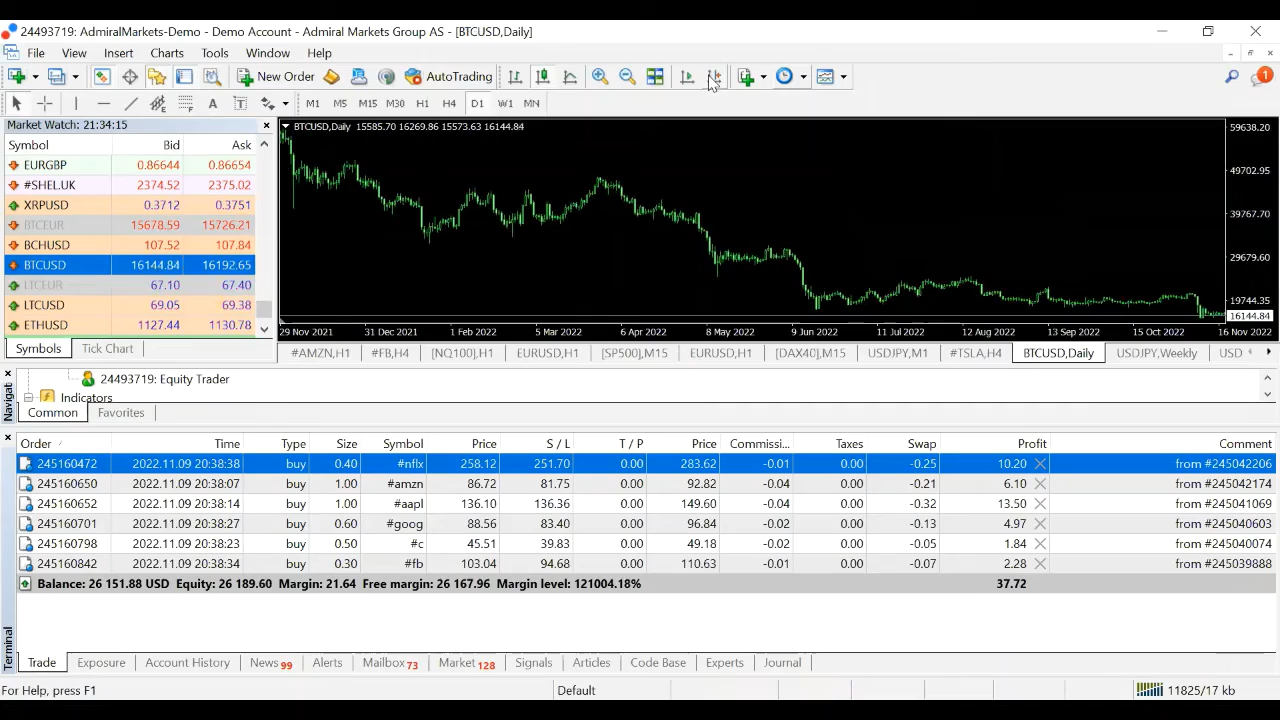 24493719: AdmiralMarkets-Demo - Demo Account - Admiral Markets Group AS - [BTCUSD,Daily]
File View Insert Charts Tools Window Help
New Order AutoTrading 1
A T M1 M5 M15 M30 H1 H4 D1 W1 MN
Market Watch: 21:34:15
Symbol Bid Ask
EURGBP 0.86644 0.86654
#SHEL.UK 2374.52 2375.02
XRPUSD 0.3712 0.3751
BTCEUR 15678.59 15726.21
BCHUSD 107.52 107.84
BTCUSD 16144.84 16192.65
LTCEUR 67.10 67.40
LTCUSD 69.05 69.38
ETHUSD 1127.44 1130.78
Symbols Tick Chart
BTCUSD,Daily 15585.70 16269.86 15573.63 16144.84
59638.20
49702.95
39767.70
29679.60
19744.35
16144.84
29 Nov 2021 31 Dec 2021 1 Feb 2022 5 Mar 2022 6 Apr 2022 8 May 2022 9 Jun 2022 11 Jul 2022 12 Aug 2022 13 Sep 2022 15 Oct 2022 16 Nov 2022
#AMZN,H1 #FB,H4 [NQ100],H1 EURUSD,H1 [SP500],M15 EURUSD,H1 [DAX40],M15 USDJPY,M1 #TSLA,H4 BTCUSD,Daily USDJPY,Weekly USD
Navigat
24493719: Equity Trader
Indicators
Common Favorites
Order Time Type Size Symbol Price S / L T / P Price Commissi... Taxes Swap Profit Comment
245160472 2022.11.09 20:38:38 buy 0.40 #nflx 258.12 251.70 0.00 283.62 -0.01 0.00 -0.25 10.20 from #245042206
245160650 2022.11.09 20:38:07 buy 1.00 #amzn 86.72 81.75 0.00 92.82 -0.04 0.00 -0.21 6.10 from #245042174
245160652 2022.11.09 20:38:14 buy 1.00 #aapl 136.10 136.36 0.00 149.60 -0.04 0.00 -0.32 13.50 from #245041069
245160701 2022.11.09 20:38:27 buy 0.60 #goog 88.56 83.40 0.00 96.84 -0.02 0.00 -0.13 4.97 from #245040603
245160798 2022.11.09 20:38:23 buy 0.50 #c 45.51 39.83 0.00 49.18 -0.02 0.00 -0.05 1.84 from #245040074
245160842 2022.11.09 20:38:34 buy 0.30 #fb 103.04 94.68 0.00 110.63 -0.01 0.00 -0.07 2.28 from #245039888
Balance: 26 151.88 USD Equity: 26 189.60 Margin: 21.64 Free margin: 26 167.96 Margin level: 121004.18% 37.72
Terminal
Trade Exposure Account History News 99 Alerts Mailbox 73 Market 128 Signals Articles Code Base Experts Journal
For Help, press F1 Default 11825/17 kb